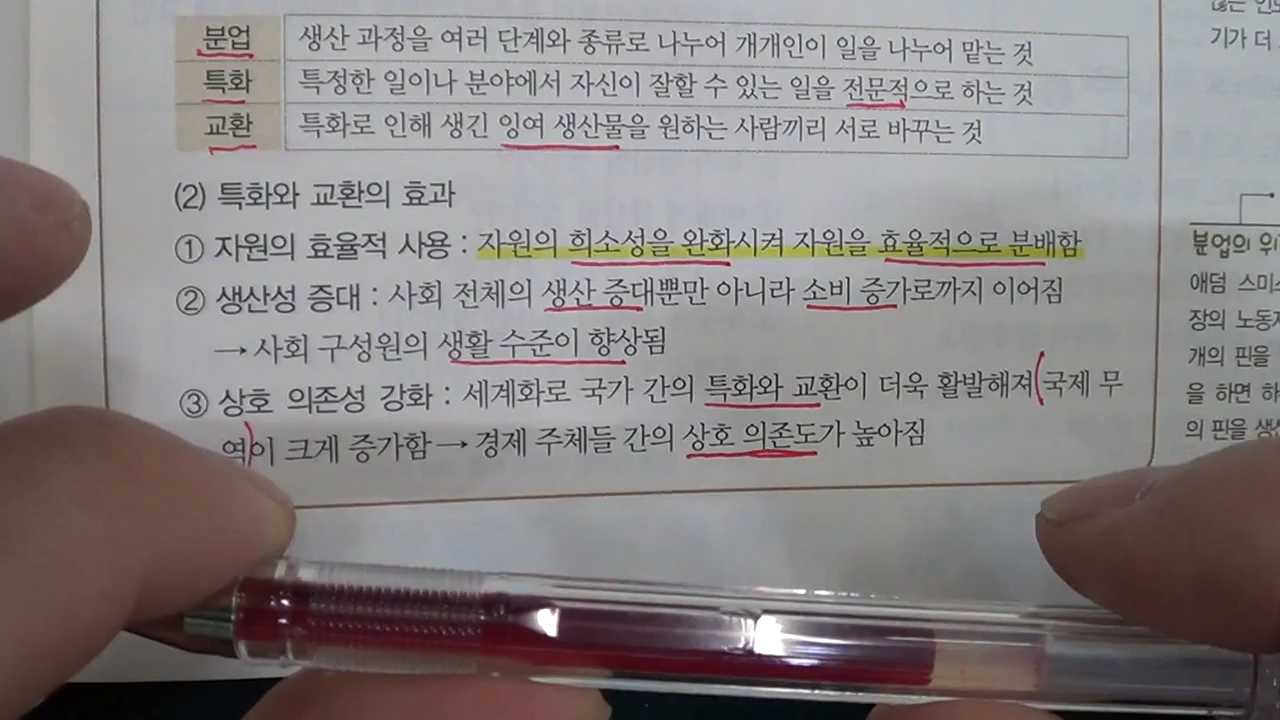 분업 생산 과정을 여러 단계와 종류로 나누어 개개인이 일을 나누어 맡는 것
특화 특정한 일이나 분야에서 자신이 잘할 수 있는 일을 전문적으로 하는 것
교환 특화로 인해 생긴 잉여 생산물을 원하는 사람끼리 서로 바꾸는 것
(2) 특화와 교환의 효과
① 자원의 효율적 사용 : 자원의 희소성을 완화시켜 자원을 효율적으로 분배함
② 생산성 증대 : 사회 전체의 생산 증대뿐만 아니라 소비 증가로까지 이어짐
→ 사회 구성원의 생활 수준이 향상됨
③ 상호 의존성 강화 : 세계화로 국가 간의 특화와 교환이 더욱 활발해져 국제 무
역이 크게 증가함 → 경제 주체들 간의 상호 의존도가 높아짐
기가 더
분업의
애덤
장의
개의 핀을
을 하면
의 핀을